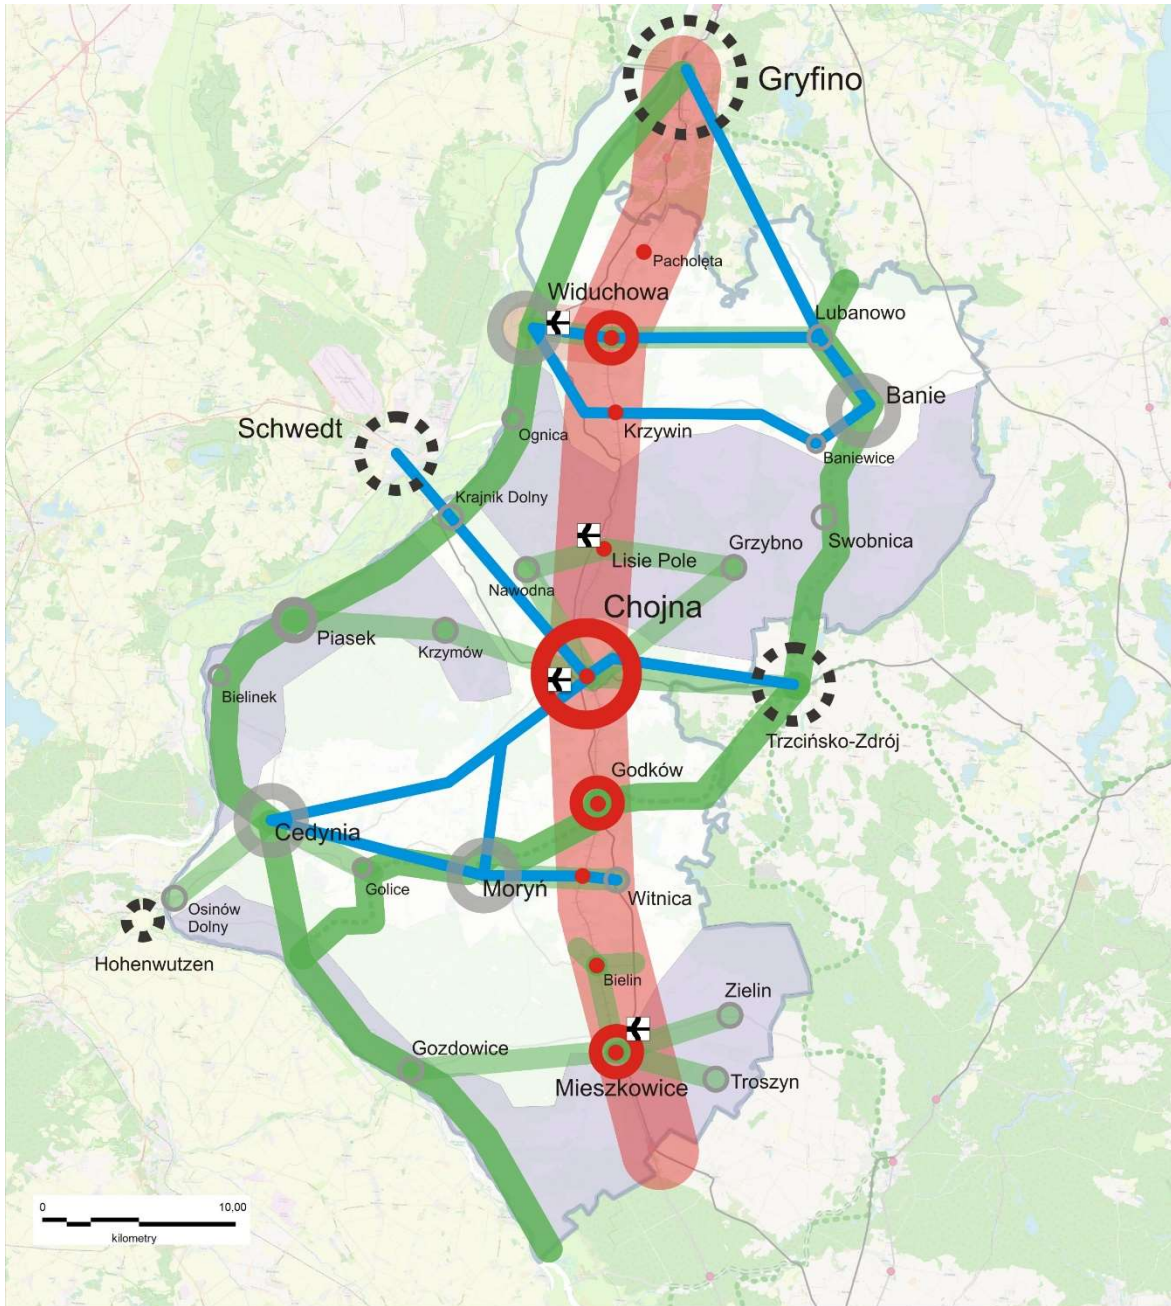 Gryfino
Pacholęta
Widuchowa
Lubanowo
Banie
Schwedt
Ognica
Krzywin
Baniewice
Krajnik Dolny
Swobnica
Grzybno
Lisie Pole
Nawodna
Chojna
Piasek
Krzymów
Bielinek
Trzcińsko-Zdrój
Godków
Cedynia
Golice
Moryń
Witnica
Osinów
Dolny
Hohenwutzen
Bielin
Zielin
Gozdowice
Mieszkowice
Troszyn
0 10,00
kilometry